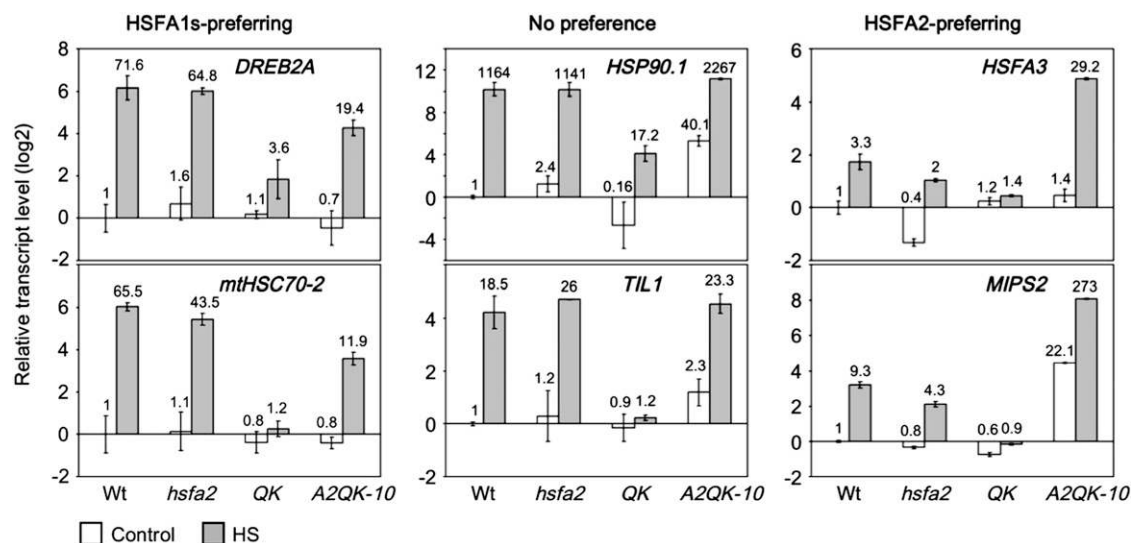 HSFA1s-preferring No preference HSFA2-preferring
Relative transcript level (log2)
8
6
4
2
0
-2
DREB2A
1 71.6 1.6 64.8 1.1 3.6 0.7 19.4
12
8
4
0
-4
HSP90.1
1 1164 2.4 1141 0.16 17.2 40.1 2267
6
4
2
0
-2
HSFA3
1 3.3 0.4 2 1.2 1.4 1.4 29.2
6
4
2
0
-2
mtHSC70-2
1 65.5 1.1 43.5 0.8 1.2 0.8 11.9
4
2
0
-2
TIL1
1 18.5 1.2 26 0.9 1.2 2.3 23.3
8
6
4
2
0
-2
MIPS2
1 9.3 0.8 4.3 0.6 0.9 22.1 273
Wt hsfa2 QK A2QK-10 Wt hsfa2 QK A2QK-10 Wt hsfa2 QK A2QK-10
Control HS